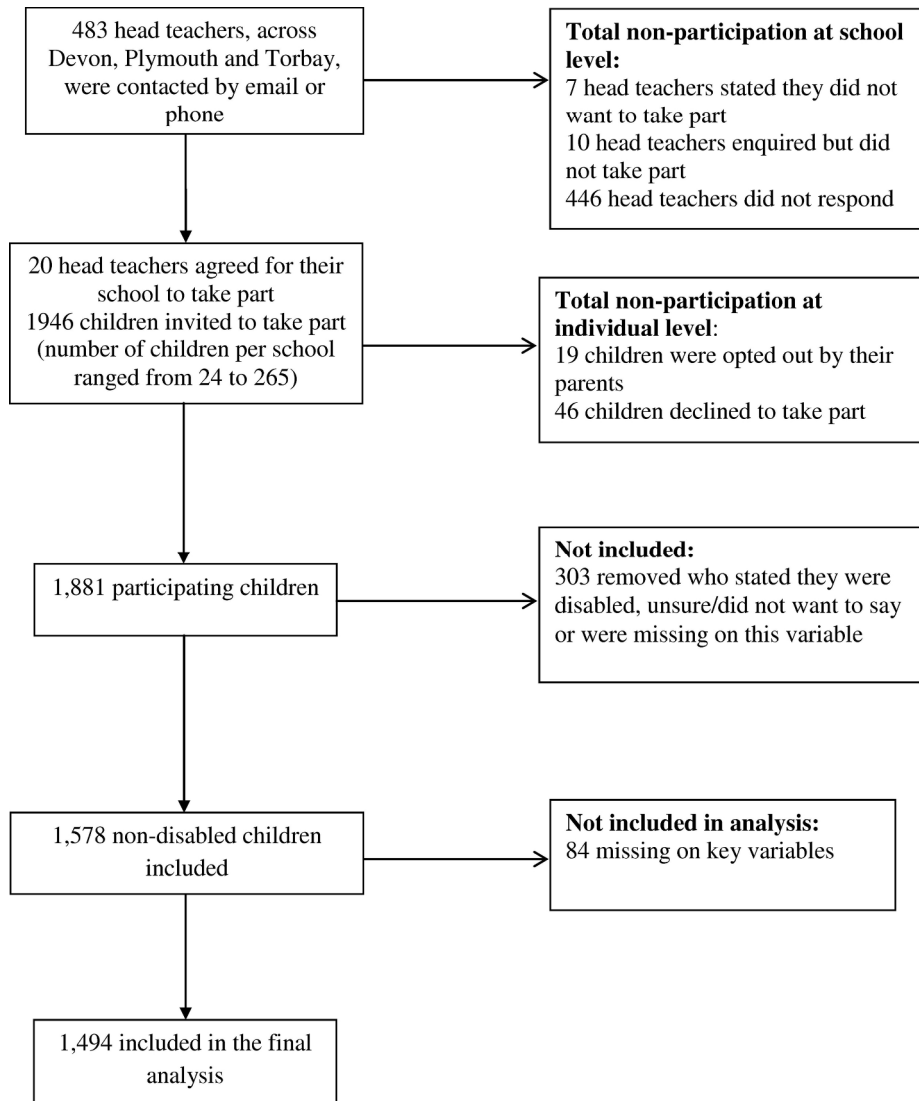 483 head teachers, across
Devon, Plymouth and Torbay,
were contacted by email or
phone
Total non-participation at school
level:
7 head teachers stated they did not
want to take part
10 head teachers enquired but did
not take part
446 head teachers did not respond
20 head teachers agreed for their
school to take part
1946 children invited to take part
(number of children per school
ranged from 24 to 265)
Total non-participation at
individual level:
19 children were opted out by their
parents
46 children declined to take part
1,881 participating children
Not included:
303 removed who stated they were
disabled, unsure/did not want to say
or were missing on this variable
1,578 non-disabled children
included
Not included in analysis:
84 missing on key variables
1,494 included in the final
analysis